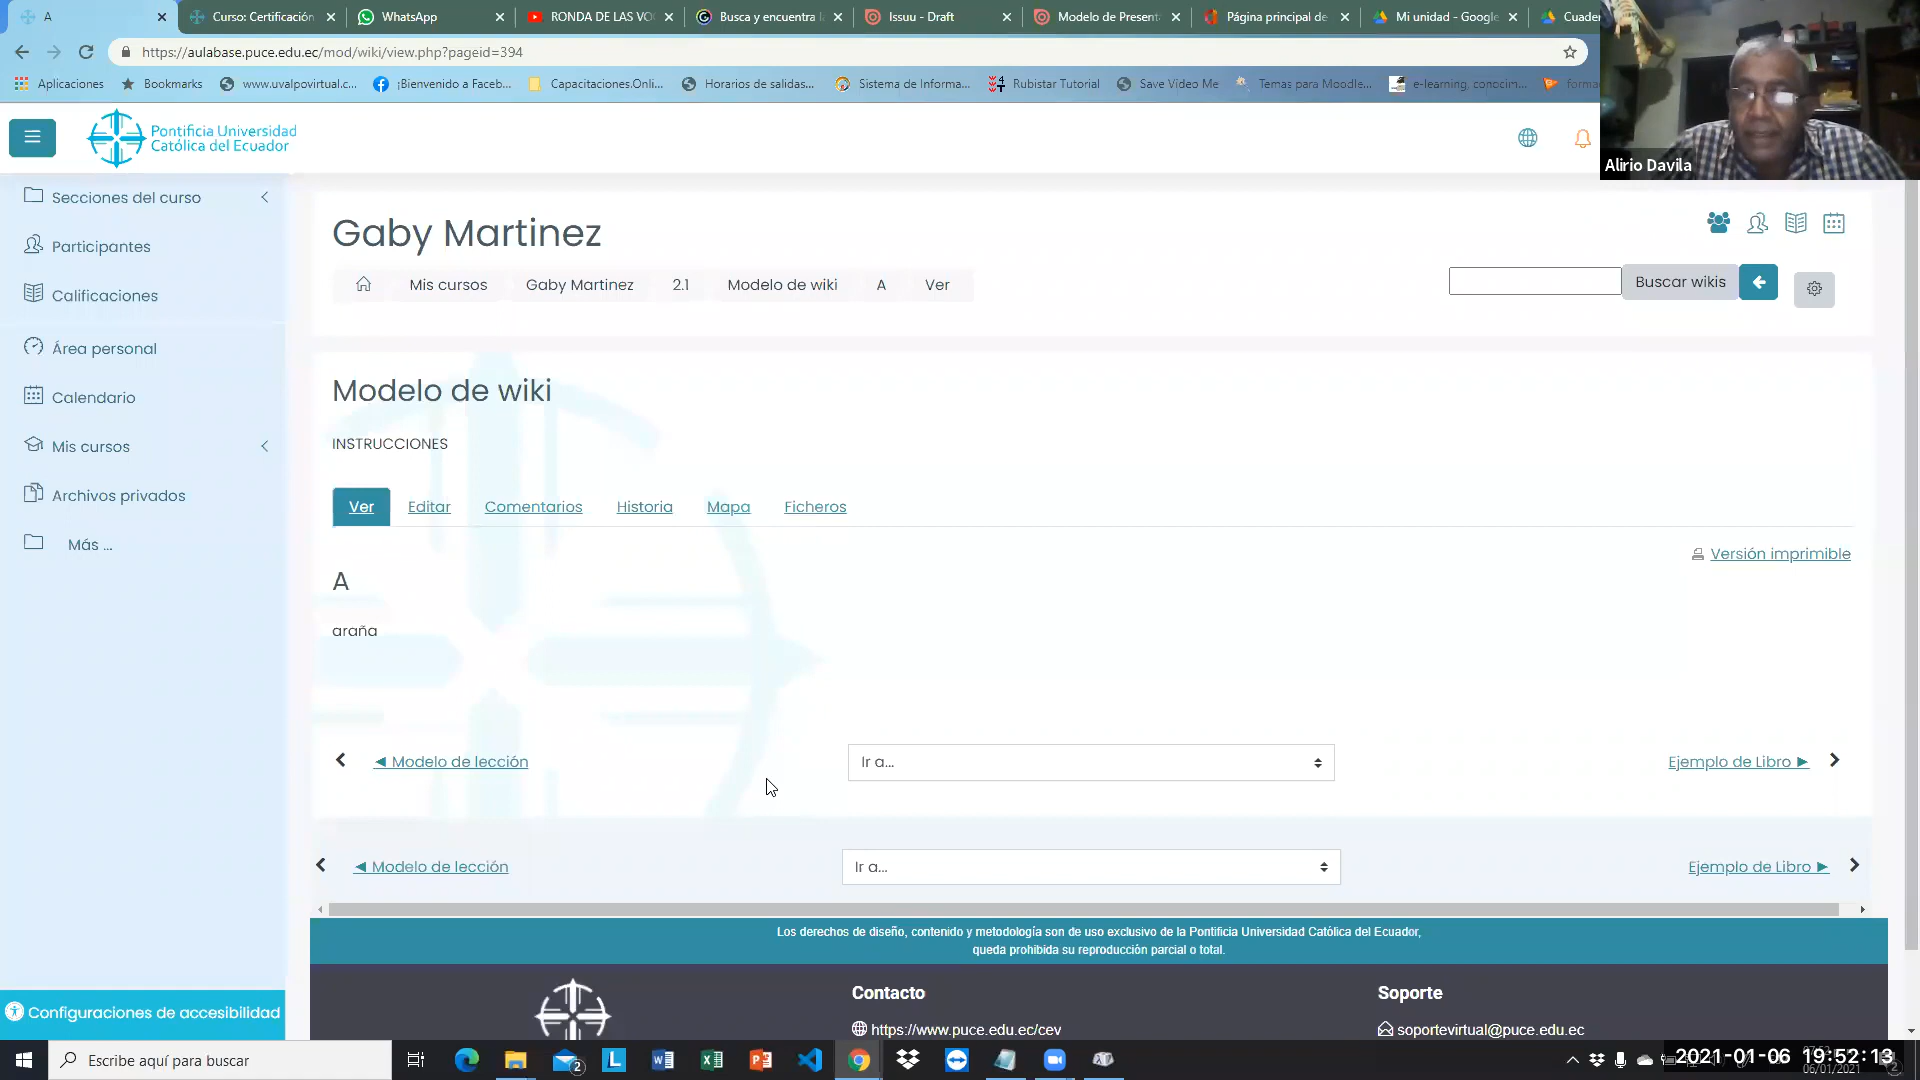 A
Curso: Certificación
WhatsApp
RONDA DE LAS VO
Busca y encuentra l
Issuu - Draft
Modelo de Present
Página principal de
Mi unidad - Google
Cuade
https://aulabase.puce.edu.ec/mod/wiki/view.php?pageid=394
Aplicaciones
Bookmarks
www.uvalpovirtual.c...
¡Bienvenido a Faceb...
Capacitaciones.Onli...
Horarios de salidas...
Sistema de Informa...
Rubistar Tutorial
Save Video Me
Temas para Moodle...
e-learning, conocim...
forma
Pontificia Universidad
Católica del Ecuador
Alirio Davila
Secciones del curso
Participantes
Calificaciones
Área personal
Calendario
Mis cursos
Archivos privados
Más ...
Configuraciones de accesibilidad
Gaby Martinez
Mis cursos
Gaby Martinez
2.1
Modelo de wiki
A
Ver
Buscar wikis
Modelo de wiki
INSTRUCCIONES
Ver
Editar
Comentarios
Historia
Mapa
Ficheros
Versión imprimible
A
araña
◄ Modelo de lección
Ir a...
Ejemplo de Libro ►
◄ Modelo de lección
Ir a...
Ejemplo de Libro ►
Los derechos de diseño, contenido y metodología son de uso exclusivo de la Pontificia Universidad Católica del Ecuador,
queda prohibida su reproducción parcial o total.
Contacto
https://www.puce.edu.ec/cev
Soporte
soportevirtual@puce.edu.ec
Escribe aquí para buscar
2
2021-01-06 19:52:13
06/01/2021